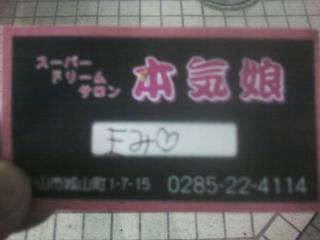 スーパー
ドリーム
サロン
本気娘
まみ♡
山市城山町1-7-15 0285-22-4114